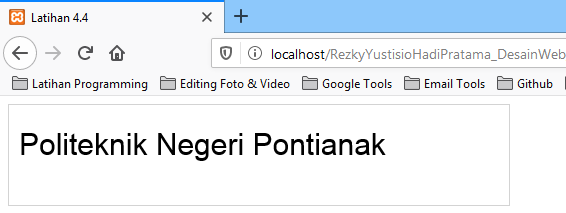 Latihan 4.4
localhost/RezkyYustisioHadiPratama_DesainWeb
Latihan Programming Editing Foto & Video Google Tools Email Tools Github
Politeknik Negeri Pontianak